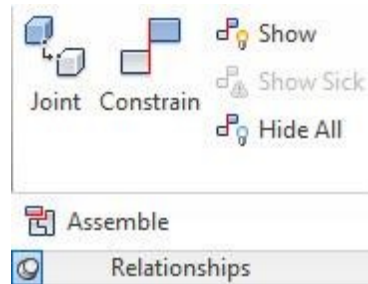 Show
Show Sick
Joint Constrain
Hide All
Assemble
Relationships